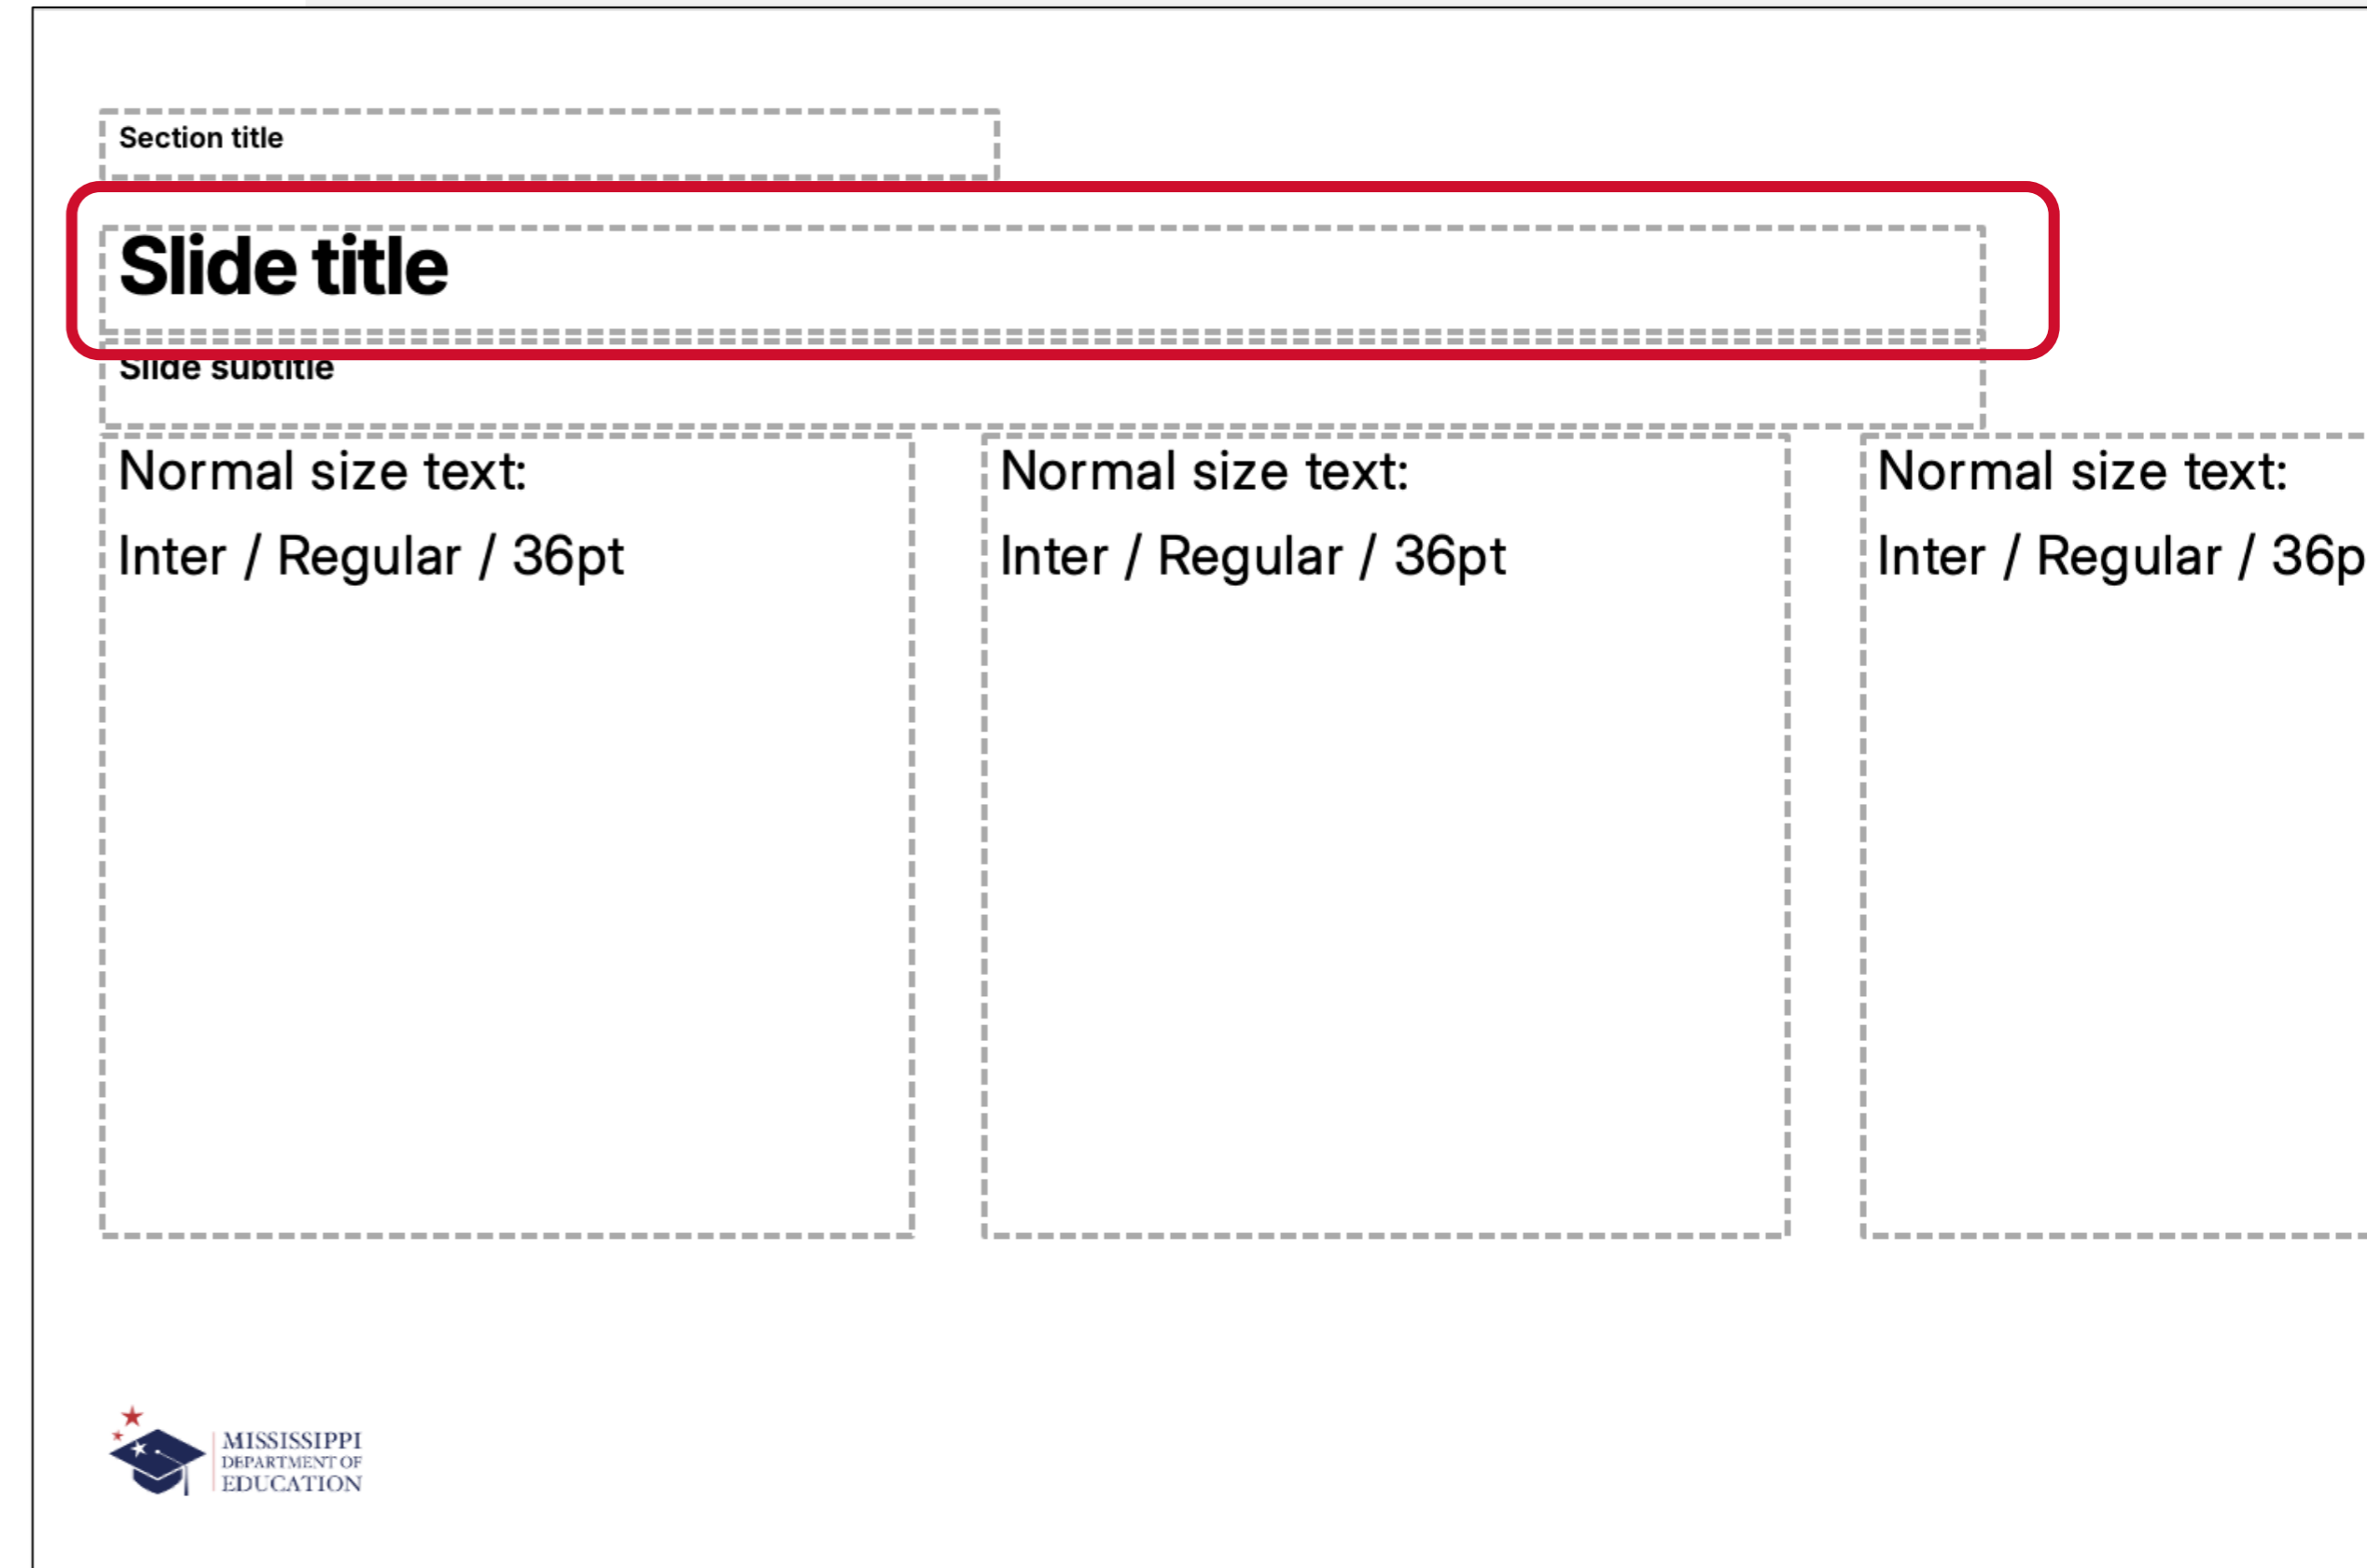 Section title
Slide title
Slide subtitle
Normal size text:
Inter / Regular / 36pt
Normal size text:
Inter / Regular / 36pt
Normal size text:
Inter / Regular / 36p
MISSISSIPPI
DEPARTMENT OF
EDUCATION